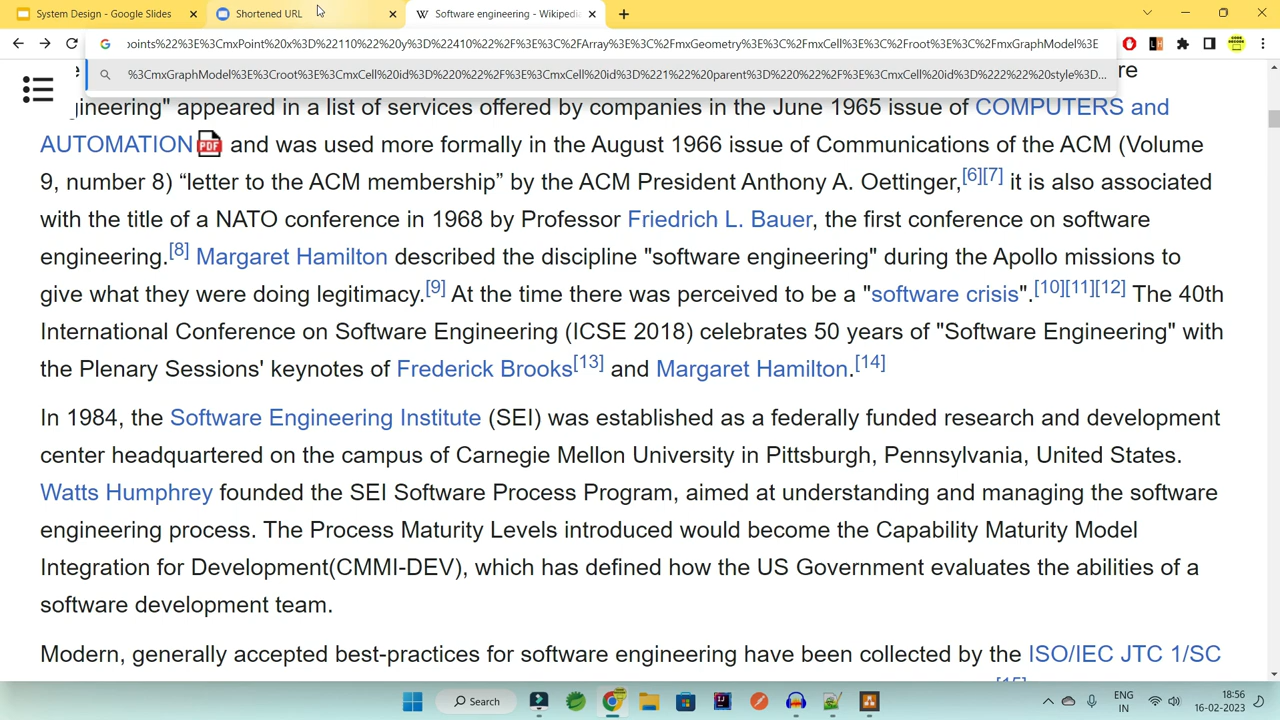 System Design - Google Slides
Shortened URL
Software engineering - Wikipedi
points%22%3E%3CmxPoint%20x%3D%22110%22%20y%3D%22410%22%2F%3E%3C%2FArray%3E%3C%2FmxGeometry%3E%3C%2FmxCell%3E%3C%2Froot%3E%3C%2FmxGraphModel%3E
%3CmxGraphModel%3E%3Croot%3E%3CmxCell%20id%3D%220%22%2F%3E%3CmxCell%20id%3D%221%22%20parent%3D%220%22%2F%3E%3CmxCell%20id%3D%222%22%20style%3D...
re
gineering" appeared in a list of services offered by companies in the June 1965 issue of COMPUTERS and
AUTOMATION PDF and was used more formally in the August 1966 issue of Communications of the ACM (Volume
9, number 8) “letter to the ACM membership” by the ACM President Anthony A. Oettinger,[6][7] it is also associated
with the title of a NATO conference in 1968 by Professor Friedrich L. Bauer, the first conference on software
engineering.[8] Margaret Hamilton described the discipline "software engineering" during the Apollo missions to
give what they were doing legitimacy.[9] At the time there was perceived to be a "software crisis".[10][11][12] The 40th
International Conference on Software Engineering (ICSE 2018) celebrates 50 years of "Software Engineering" with
the Plenary Sessions' keynotes of Frederick Brooks[13] and Margaret Hamilton.[14]
In 1984, the Software Engineering Institute (SEI) was established as a federally funded research and development
center headquartered on the campus of Carnegie Mellon University in Pittsburgh, Pennsylvania, United States.
Watts Humphrey founded the SEI Software Process Program, aimed at understanding and managing the software
engineering process. The Process Maturity Levels introduced would become the Capability Maturity Model
Integration for Development(CMMI-DEV), which has defined how the US Government evaluates the abilities of a
software development team.
Modern, generally accepted best-practices for software engineering have been collected by the ISO/IEC JTC 1/SC
Search
ENG
IN
18:56
16-02-2023